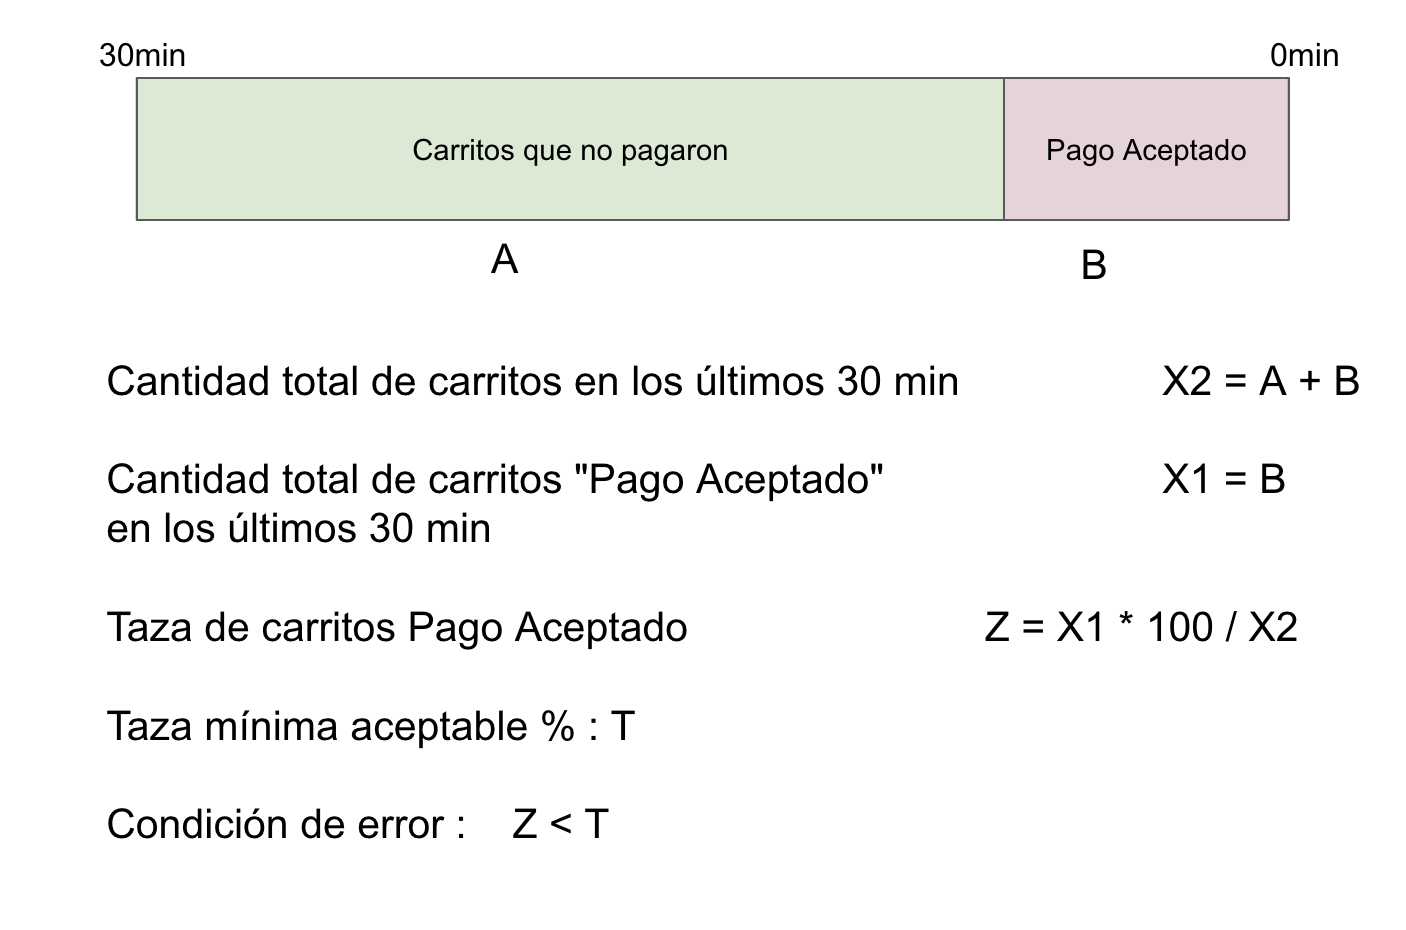 30min
0min
Carritos que no pagaron
Pago Aceptado
A
B
Cantidad total de carritos en los últimos 30 min
X2 = A + B
Cantidad total de carritos "Pago Aceptado"
X1 = B
en los últimos 30 min
Taza de carritos Pago Aceptado
Z = X1 * 100 / X2
Taza mínima aceptable % : T
Condición de error : Z < T